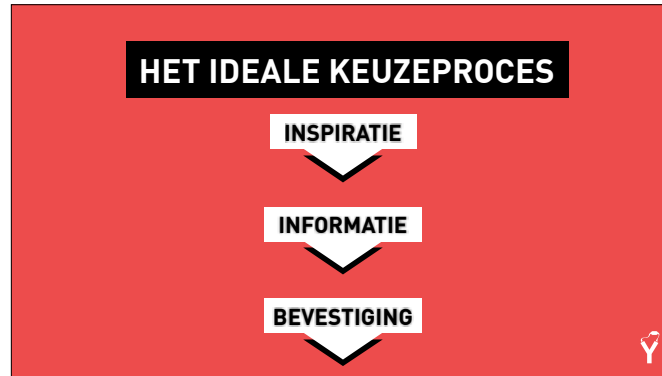 HET IDEALE KEUZEPROCES
INSPIRATIE
INFORMATIE
BEVESTIGING
Y